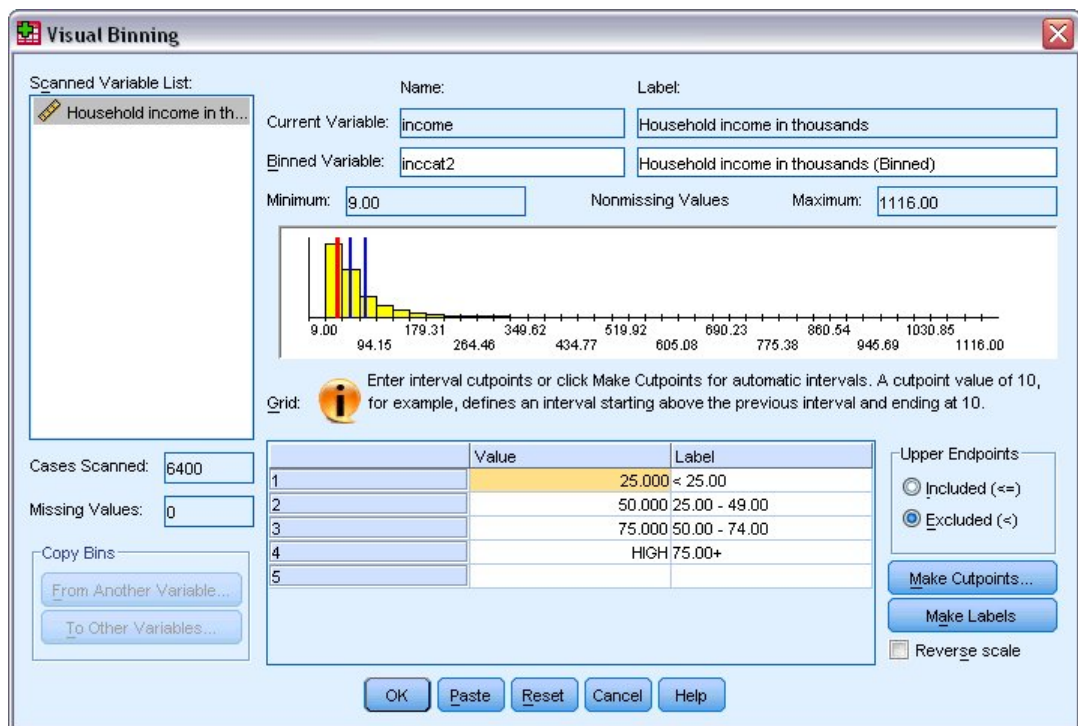 Visual Binning
Scanned Variable List:
Household income in th...
Name:
Label:
Current Variable:
income
Household income in thousands
Binned Variable:
inccat2
Household income in thousands (Binned)
Minimum:
9.00
Nonmissing Values
Maximum:
1116.00
9.00
179.31
349.62
519.92
690.23
860.54
1030.85
94.15
264.46
434.77
605.08
775.38
945.69
1116.00
Enter interval cutpoints or click Make Cutpoints for automatic intervals. A cutpoint value of 10,
for example, defines an interval starting above the previous interval and ending at 10.
Grid:
Cases Scanned:
6400
Missing Values:
0
Copy Bins
From Another Variable...
To Other Variables...
Value
Label
1
25.000
< 25.00
2
50.000
25.00 - 49.00
3
75.000
50.00 - 74.00
4
HIGH
75.00+
5
Upper Endpoints
Included (<=)
Excluded (<)
Make Cutpoints...
Make Labels
Reverse scale
OK
Paste
Reset
Cancel
Help